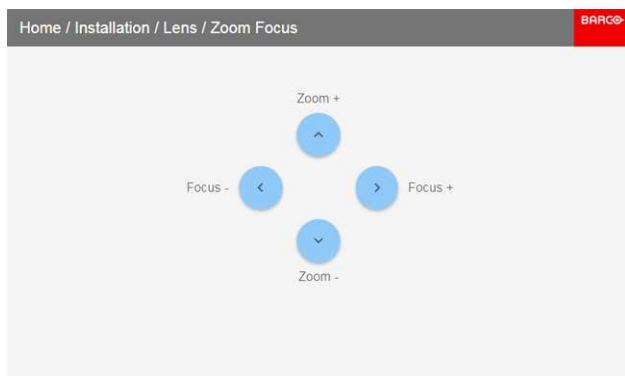 Home / Installation / Lens / Zoom Focus
BARCO
Zoom +
Focus -
Focus +
Zoom -